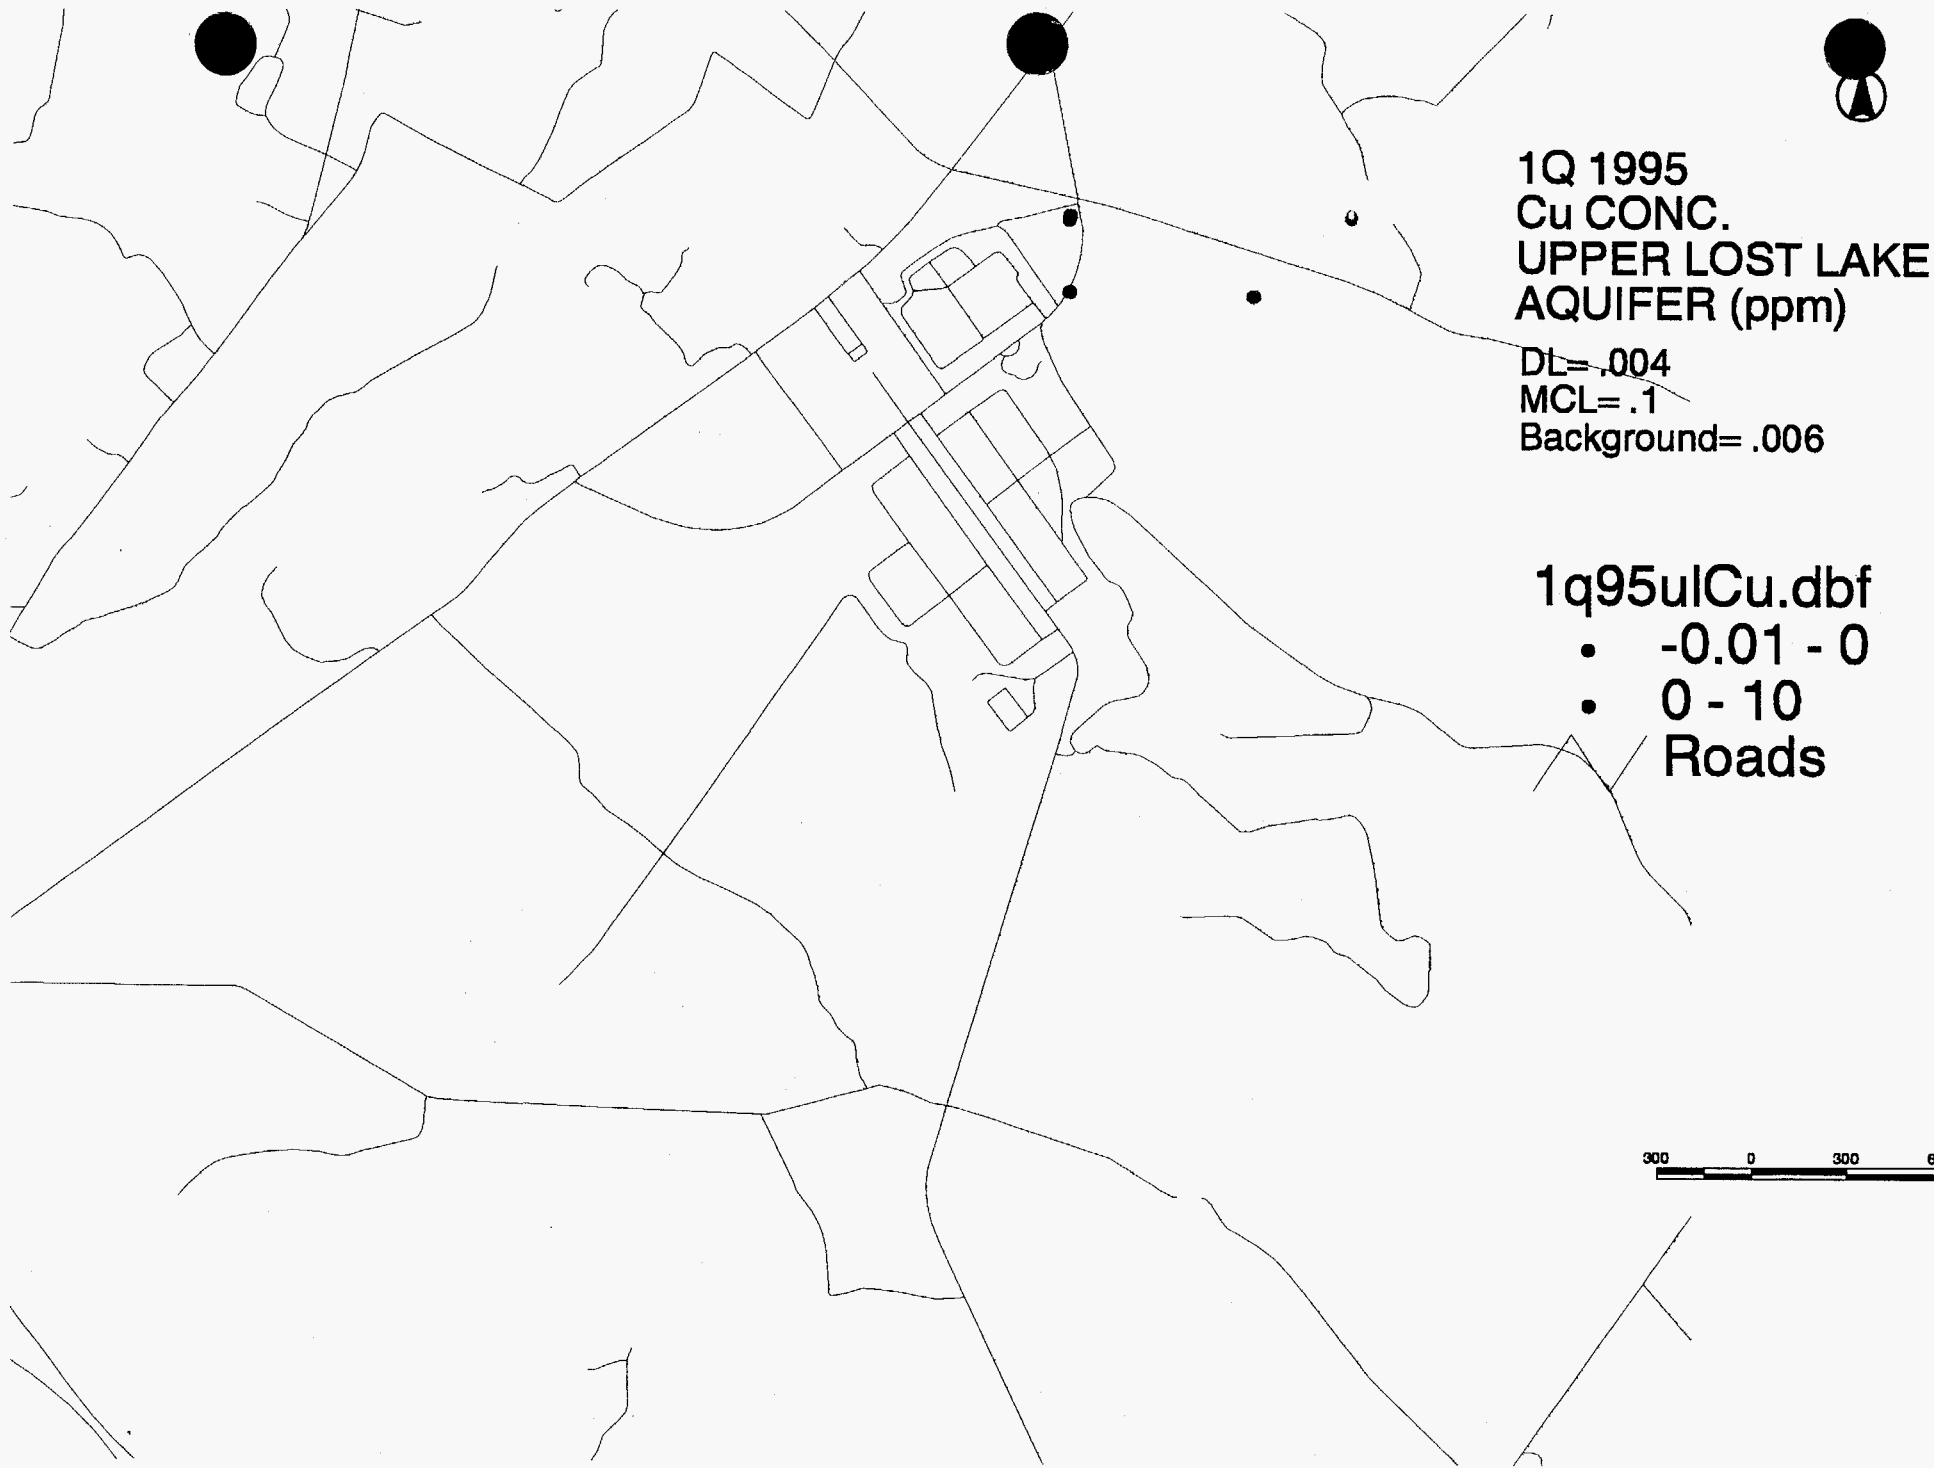 1Q 1995
Cu CONC.
UPPER LOST LAKE
AQUIFER (ppm)
DL= .004
MCL= .1
Background= .006
1q95ulCu.dbf
-0.01 - 0
0 - 10
Roads
300 0 300